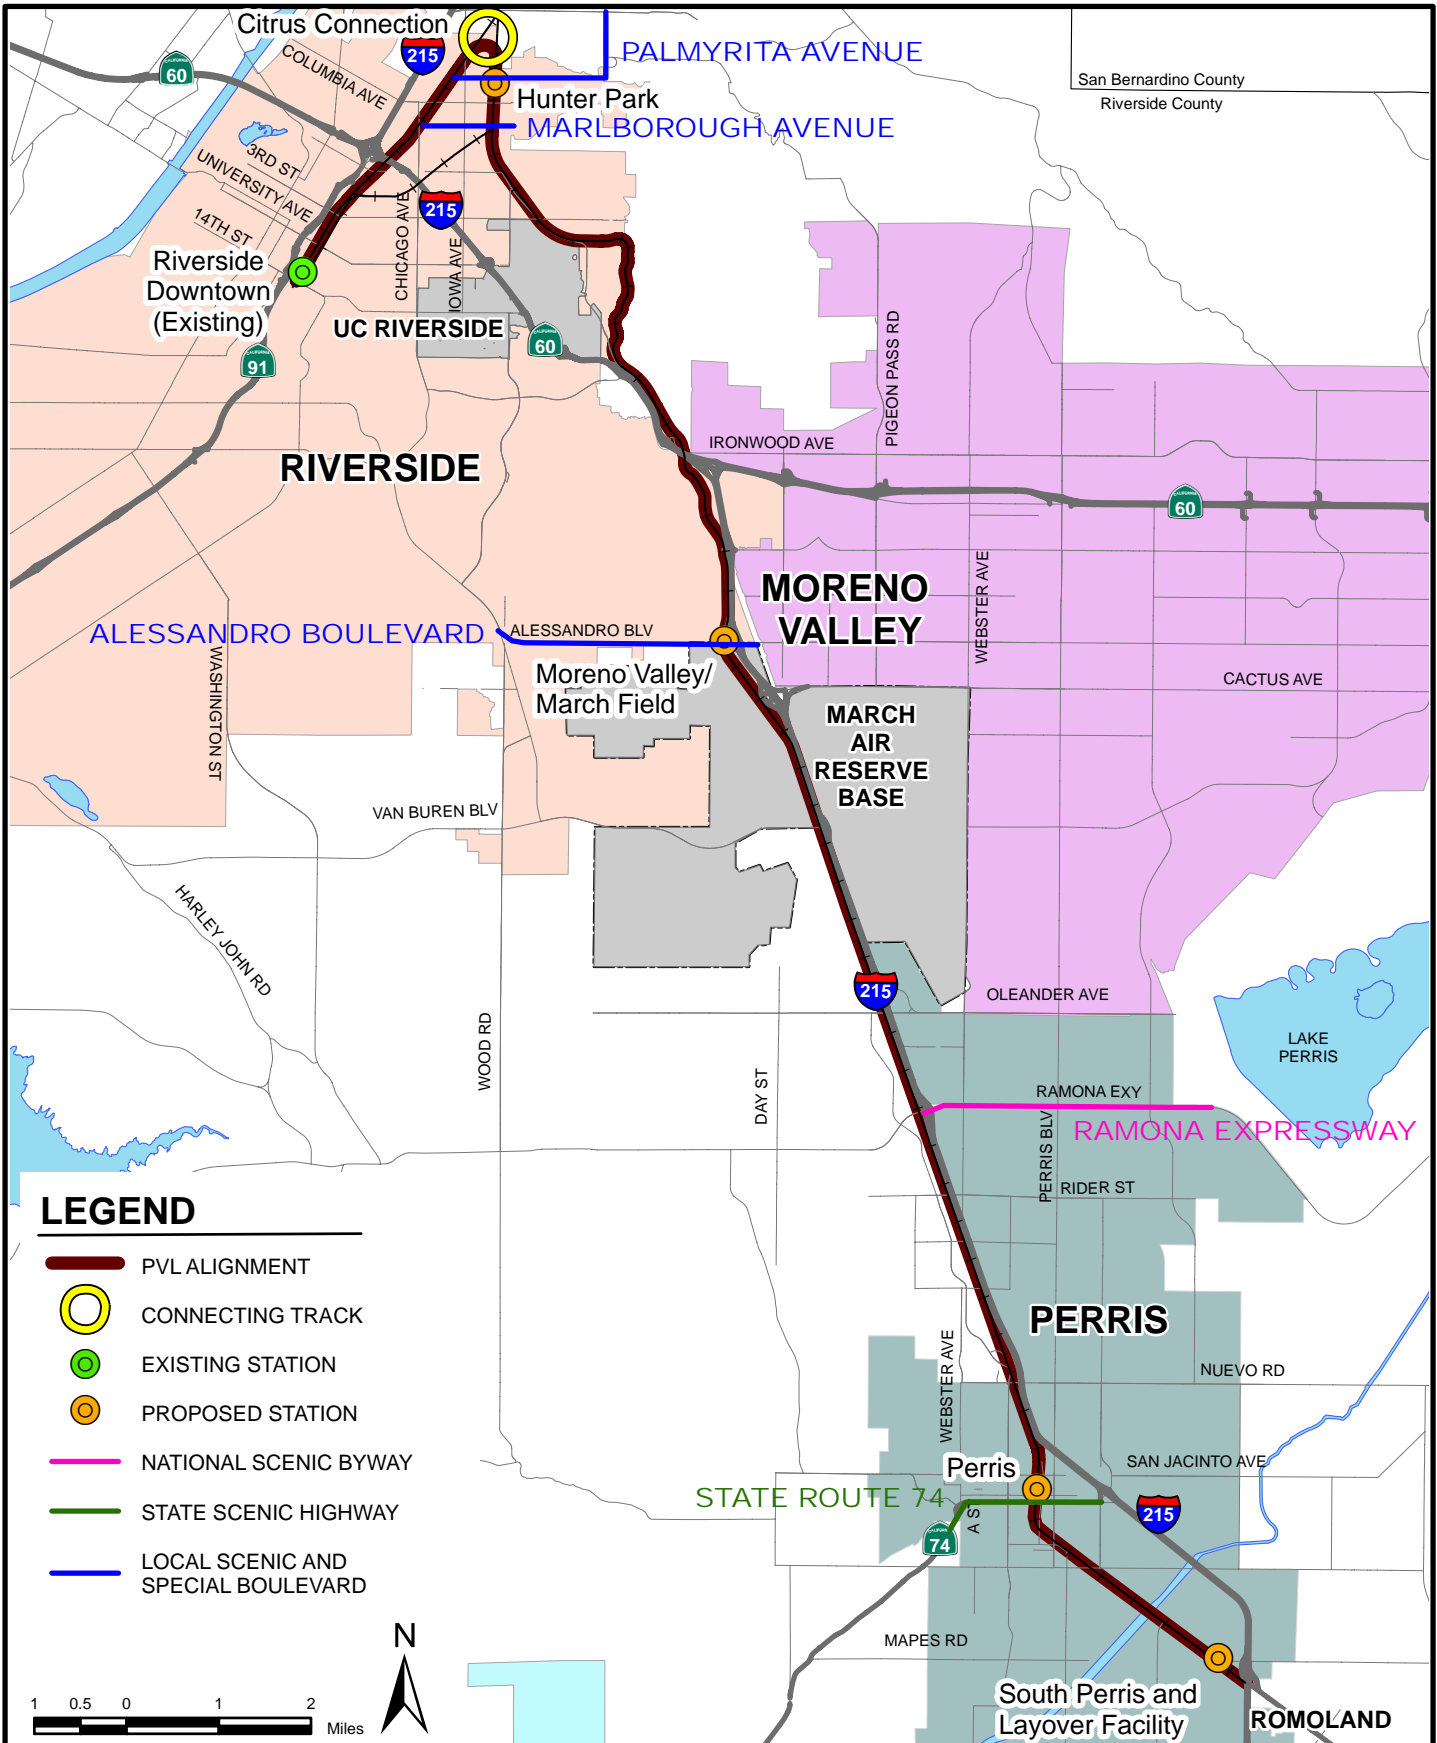 Citrus Connection
215
PALMYRITA AVENUE
60
COLUMBIA AVE
San Bernardino County
Riverside County
Hunter Park
MARLBOROUGH AVENUE
3RD ST
UNIVERSITY AVE
14TH ST
215
CHICAGO AVE
IOWA AVE
Riverside
Downtown
(Existing)
UC RIVERSIDE
60
91
PIGEON PASS RD
IRONWOOD AVE
RIVERSIDE
60
MORENO
VALLEY
WEBSTER AVE
ALESSANDRO BOULEVARD
ALESSANDRO BLV
WASHINGTON ST
Moreno Valley/
March Field
CACTUS AVE
MARCH
AIR
RESERVE
BASE
VAN BUREN BLV
HARLEY JOHN RD
215
OLEANDER AVE
WOOD RD
DAY ST
LAKE
PERRIS
RAMONA EXY
RAMONA EXPRESSWAY
PERRIS BLV
RIDER ST
LEGEND
PVL ALIGNMENT
CONNECTING TRACK
EXISTING STATION
PROPOSED STATION
NATIONAL SCENIC BYWAY
STATE SCENIC HIGHWAY
LOCAL SCENIC AND
SPECIAL BOULEVARD
PERRIS
WEBSTER AVE
NUEVO RD
Perris
SAN JACINTO AVE
STATE ROUTE 74
A ST
215
CALIFORNIA
74
MAPES RD
N
South Perris and
Layover Facility
ROMOLAND
1 0.5 0 1 2
Miles